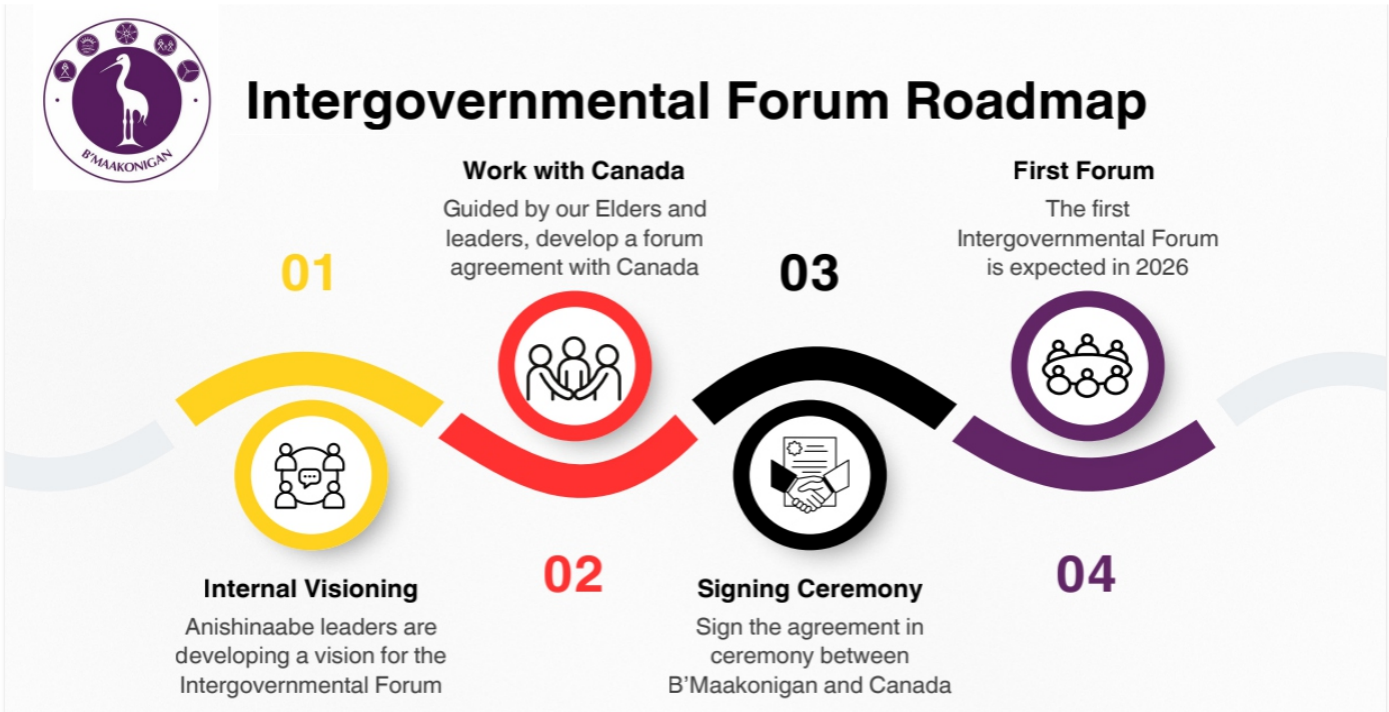 B'MAAKONIGAN
Intergovernmental Forum Roadmap
01
Internal Visioning
Anishinaabe leaders are
developing a vision for the
Intergovernmental Forum
Work with Canada
Guided by our Elders and
leaders, develop a forum
agreement with Canada
02
03
Signing Ceremony
Sign the agreement in
ceremony between
B'Maakonigan and Canada
First Forum
The first
Intergovernmental Forum
is expected in 2026
04